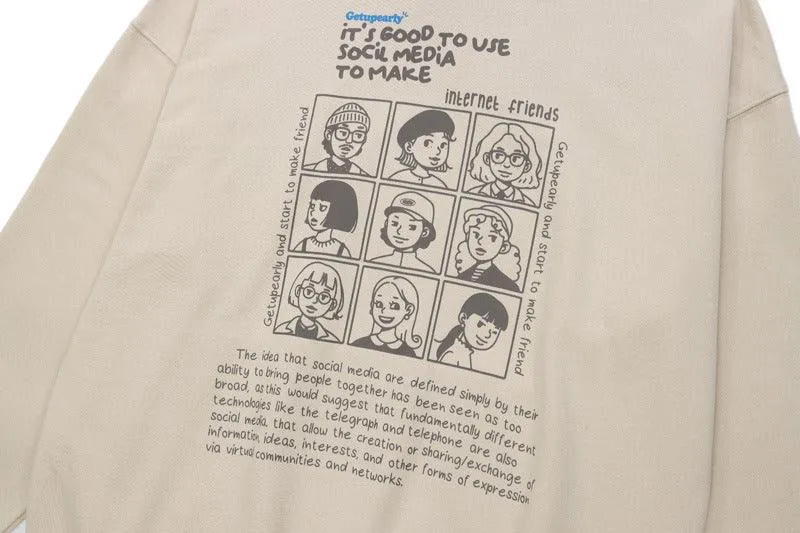 Getupearly
IT'S GOOD TO USE
SOCIL MEDIA
TO MAKE
internet friends
Getupearly and start to make friend
Getupearly and start to make friend
The idea that social media are defined simply by their
ability to bring people together has been seen as too
broad, as this would suggest that fundamentally different
technologies like the telegraph and telephone are also
social media, that allow the creation or sharing/exchange of
information, ideas, interests, and other forms of expression
via virtual communities and networks.